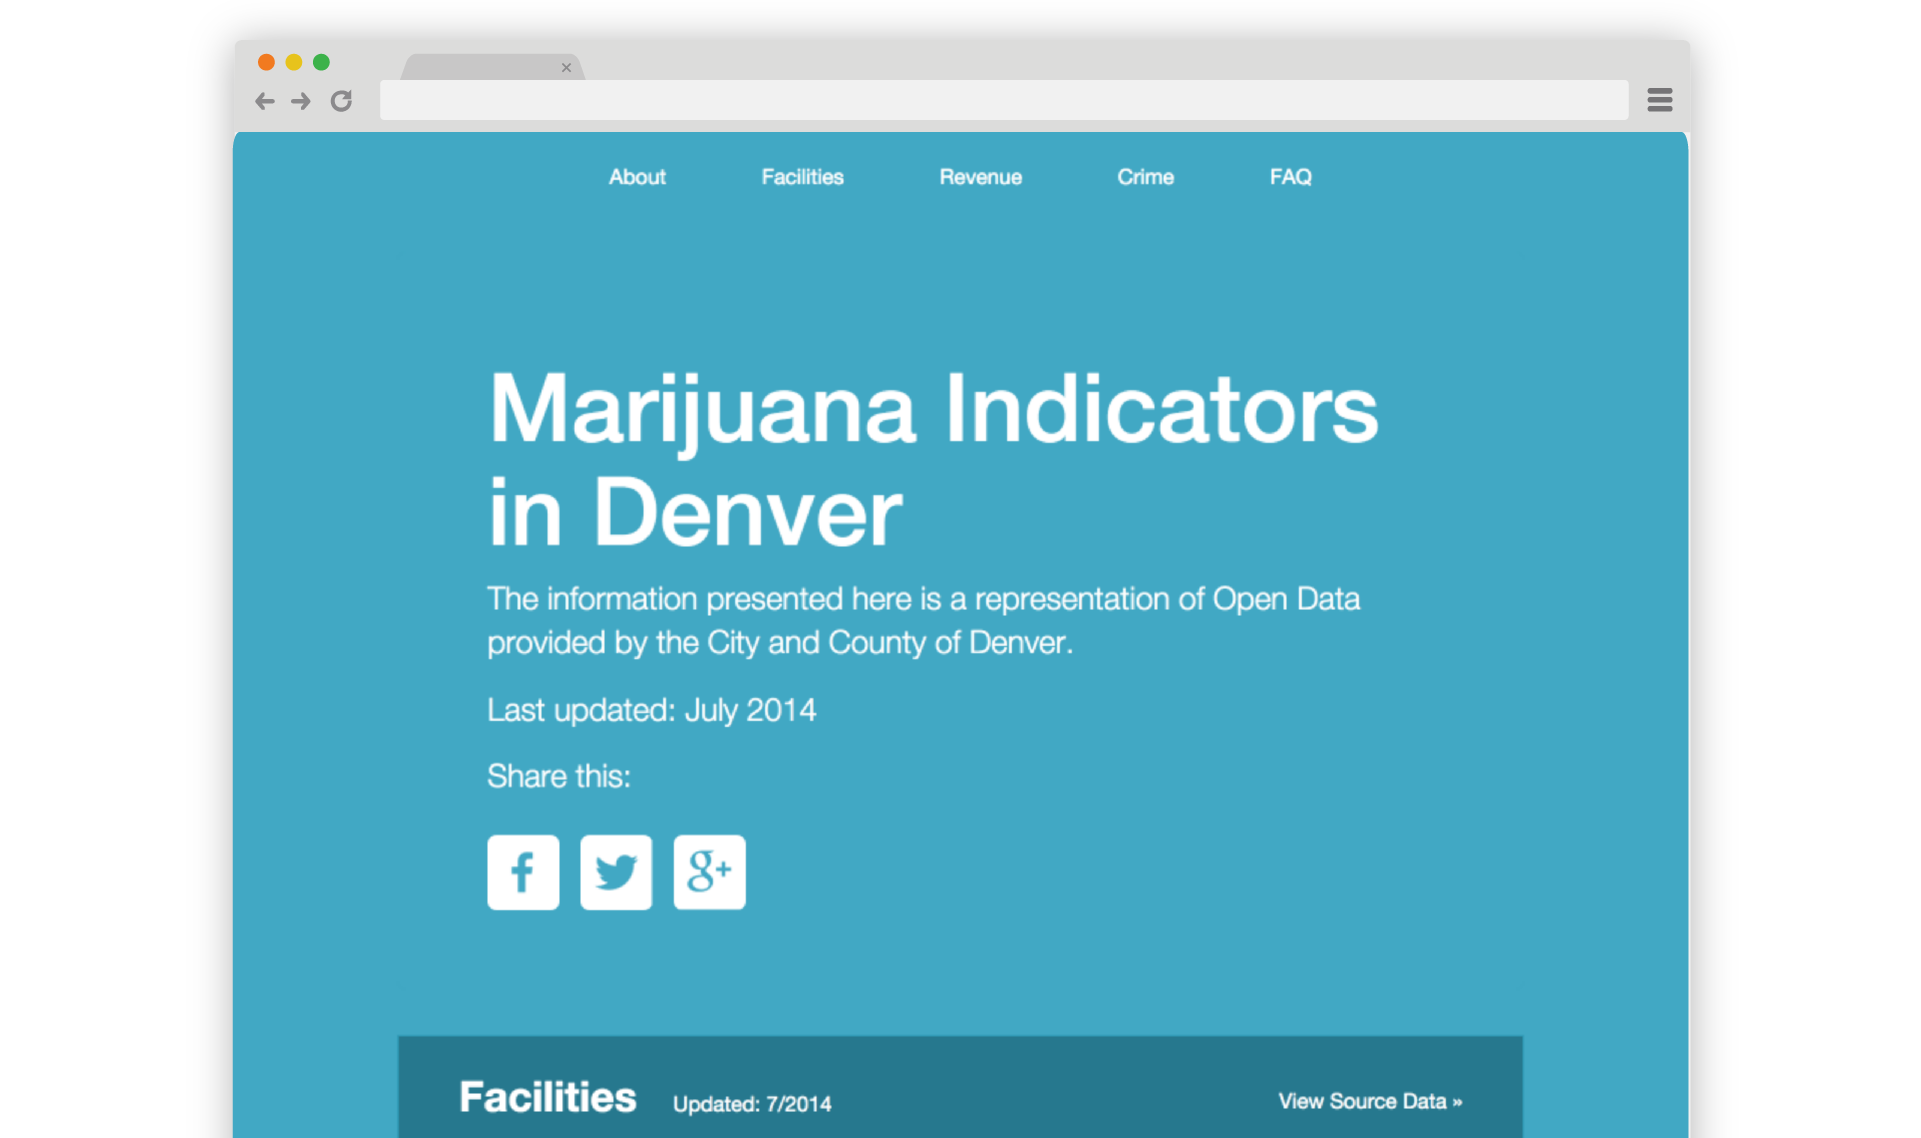 About Facilities Revenue Crime FAQ
Marijuana Indicators
in Denver
The information presented here is a representation of Open Data
provided by the City and County of Denver.
Last updated: July 2014
Share this:
f g+
Facilities Updated: 7/2014 View Source Data »